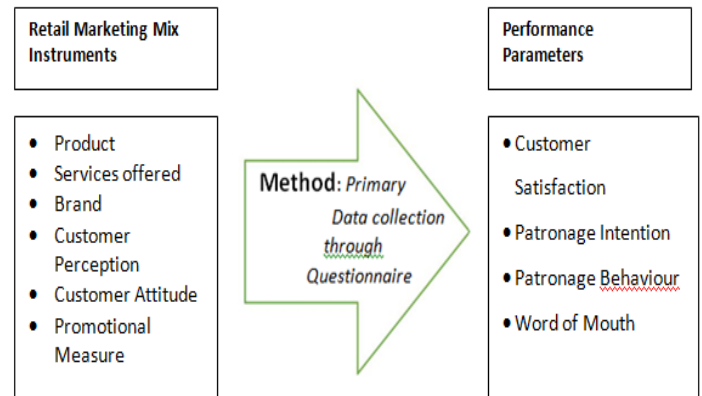 Retail Marketing Mix
Instruments
Performance
Parameters
• Product
• Services offered
• Brand
• Customer
Perception
• Customer Attitude
• Promotional
Measure
Method: Primary
Data collection
through
Questionnaire
• Customer
Satisfaction
• Patronage Intention
• Patronage Behaviour
• Word of Mouth